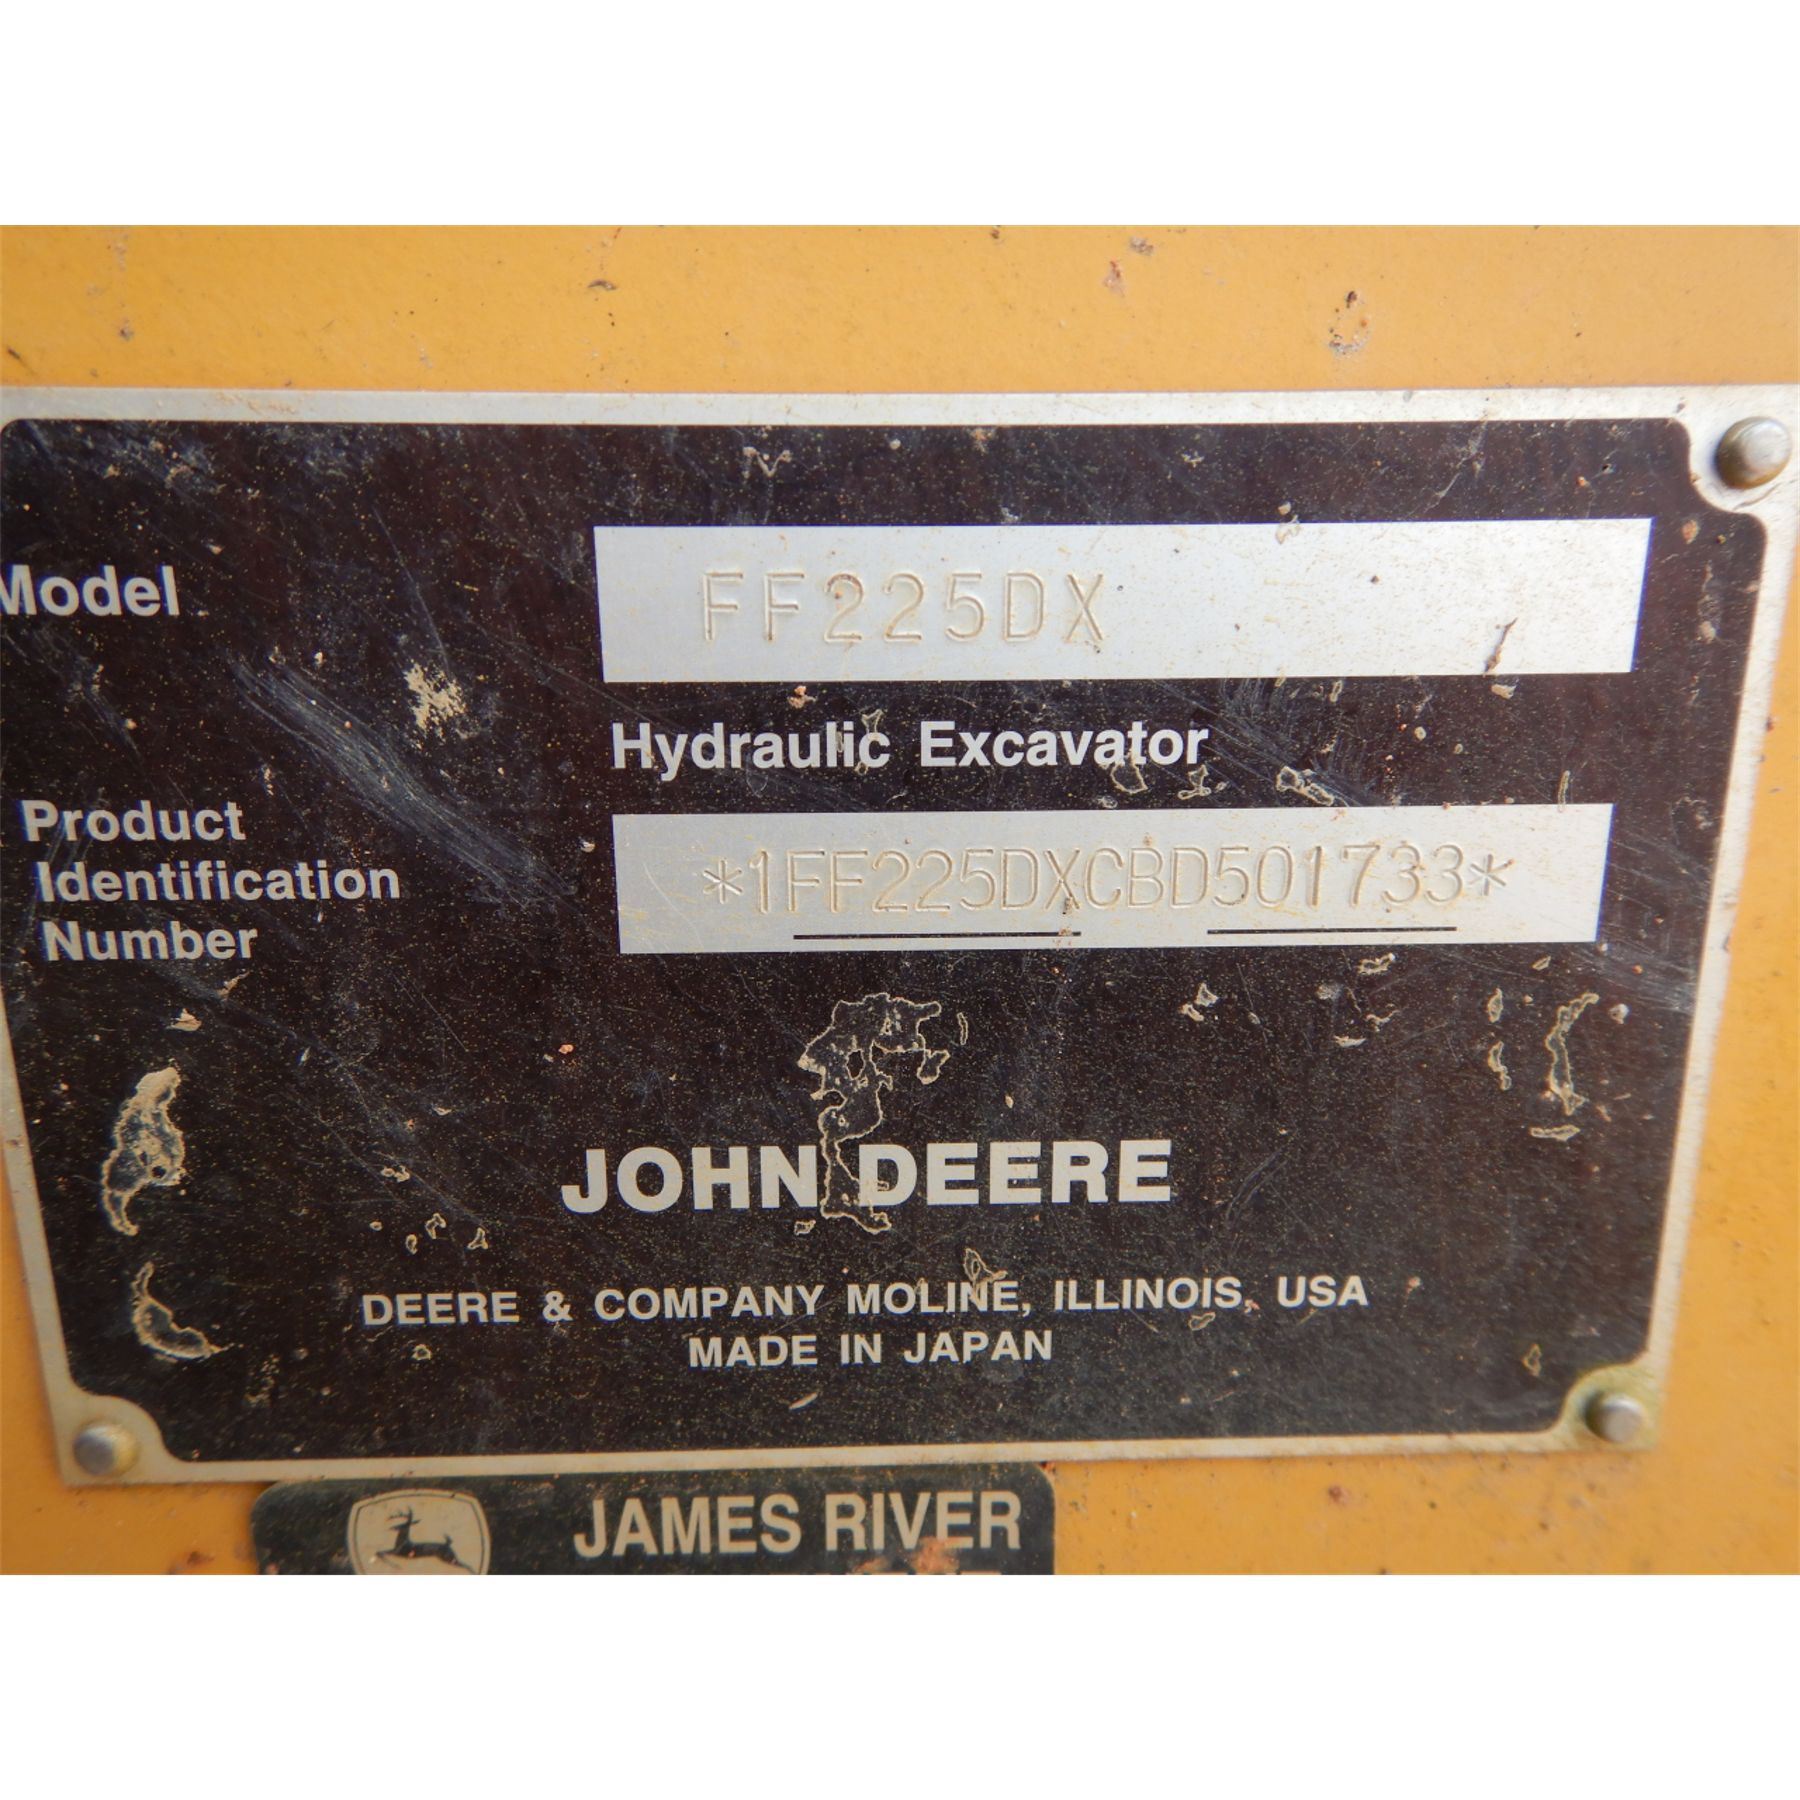 Model FF225DX
Hydraulic Excavator
Product
Identification
Number
*1FF225DXCBD501733*
JOHN DEERE
DEERE & COMPANY MOLINE, ILLINOIS, USA
MADE IN JAPAN
JAMES RIVER